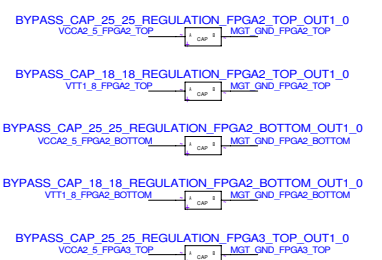 BYPASS_CAP_25_25_REGULATION_FPGA2_TOP_OUT1_0
VCCA2_5_FPGA2_TOP A B MGT_GND_FPGA2_TOP
CAP
BYPASS_CAP_18_18_REGULATION_FPGA2_TOP_OUT1_0
VTT1_8_FPGA2_TOP A B MGT_GND_FPGA2_TOP
CAP
BYPASS_CAP_25_25_REGULATION_FPGA2_BOTTOM_OUT1_0
VCCA2_5_FPGA2_BOTTOM A B MGT_GND_FPGA2_BOTTOM
CAP
BYPASS_CAP_18_18_REGULATION_FPGA2_BOTTOM_OUT1_0
VTT1_8_FPGA2_BOTTOM A B MGT_GND_FPGA2_BOTTOM
CAP
BYPASS_CAP_25_25_REGULATION_FPGA3_TOP_OUT1_0
VCCA2_5_FPGA3_TOP A B MGT_GND_FPGA3_TOP
CAP